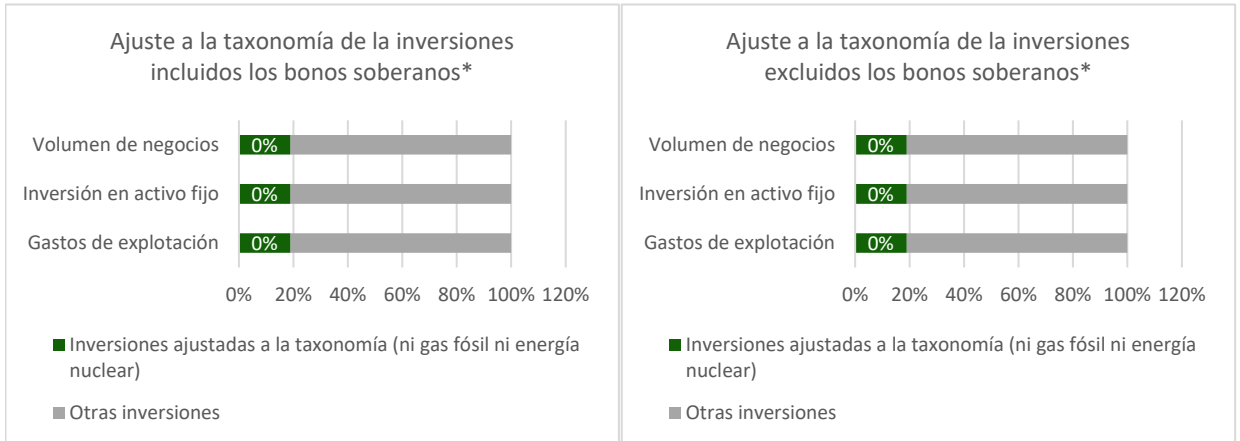 Ajuste a la taxonomía de la inversiones
incluidos los bonos soberanos*
Volumen de negocios
0%
Inversión en activo fijo
0%
Gastos de explotación
0%
0% 20% 40% 60% 80% 100% 120%
Inversiones ajustadas a la taxonomía (ni gas fósil ni energía
nuclear)
Otras inversiones
Ajuste a la taxonomía de la inversiones
excluidos los bonos soberanos*
Volumen de negocios
0%
Inversión en activo fijo
0%
Gastos de explotación
0%
0% 20% 40% 60% 80% 100% 120%
Inversiones ajustadas a la taxonomía (ni gas fósil ni energía
nuclear)
Otras inversiones